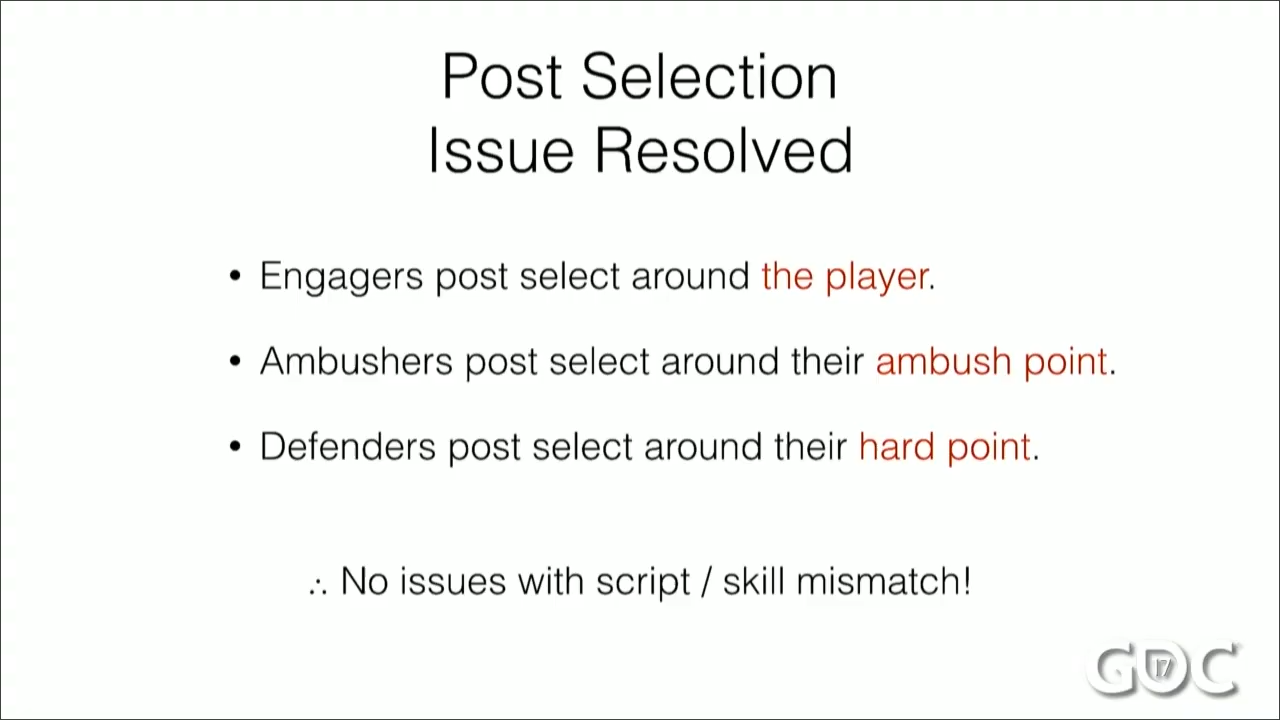 Post Selection
Issue Resolved
• Engagers post select around the player.
• Ambushers post select around their ambush point.
• Defenders post select around their hard point.
∴ No issues with script / skill mismatch!
GDC 17